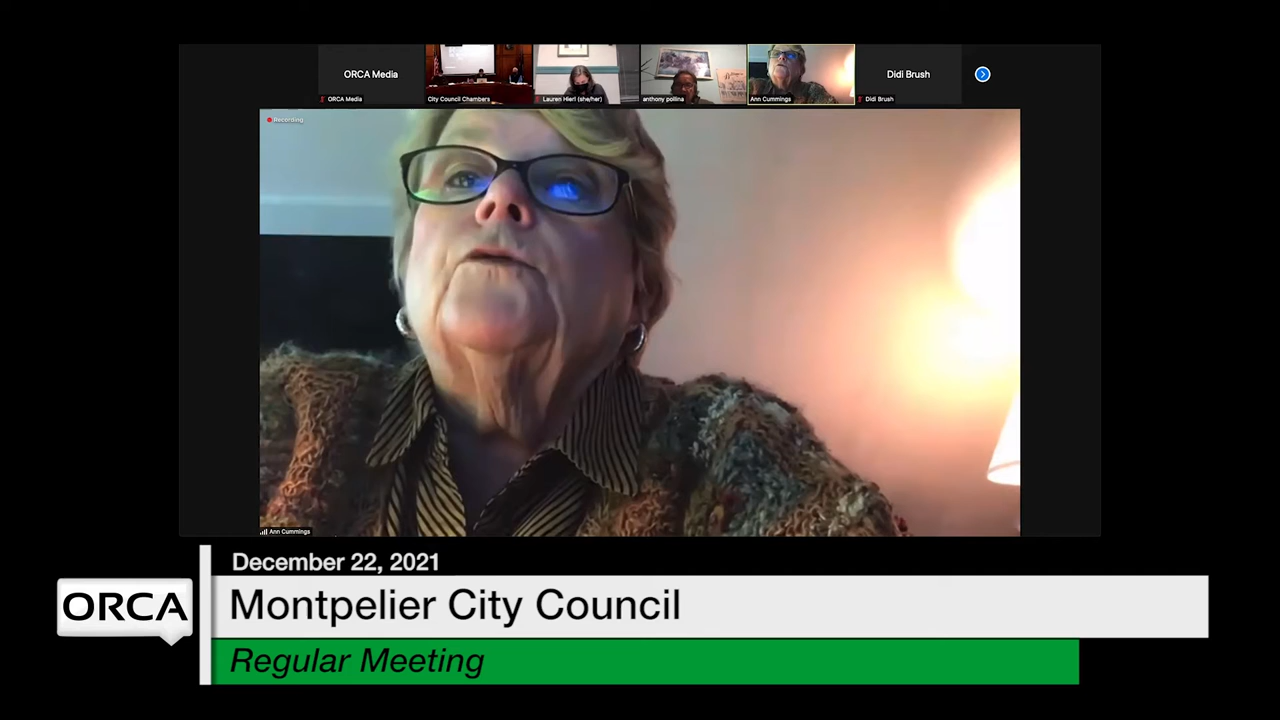 ORCA Media
Didi Brush
ORCA Media
City Council Chambers
Lauren Hierl (she/her)
anthony pollina
Ann Cummings
Didi Brush
Recording
Ann Cummings
December 22, 2021
ORCA
Montpelier City Council
Regular Meeting